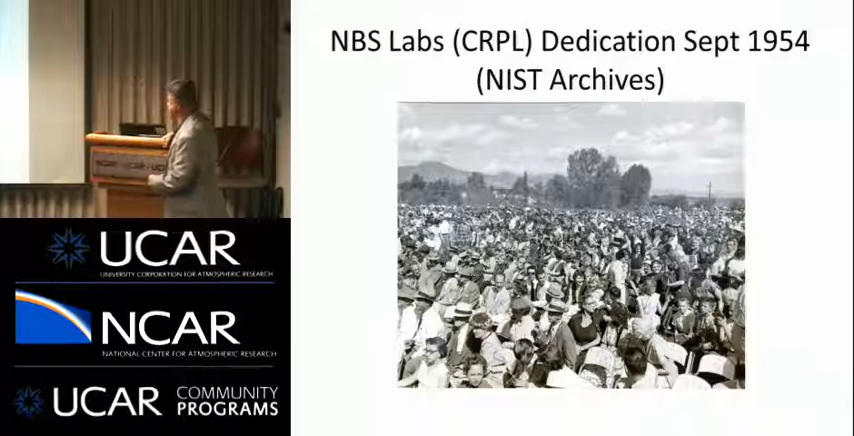 NBS Labs (CRPL) Dedication Sept 1954
(NIST Archives)
UCAR
UNIVERSITY CORPORATION FOR ATMOSPHERIC RESEARCH
NCAR
NATIONAL CENTER FOR ATMOSPHERIC RESEARCH
UCAR COMMUNITY
PROGRAMS